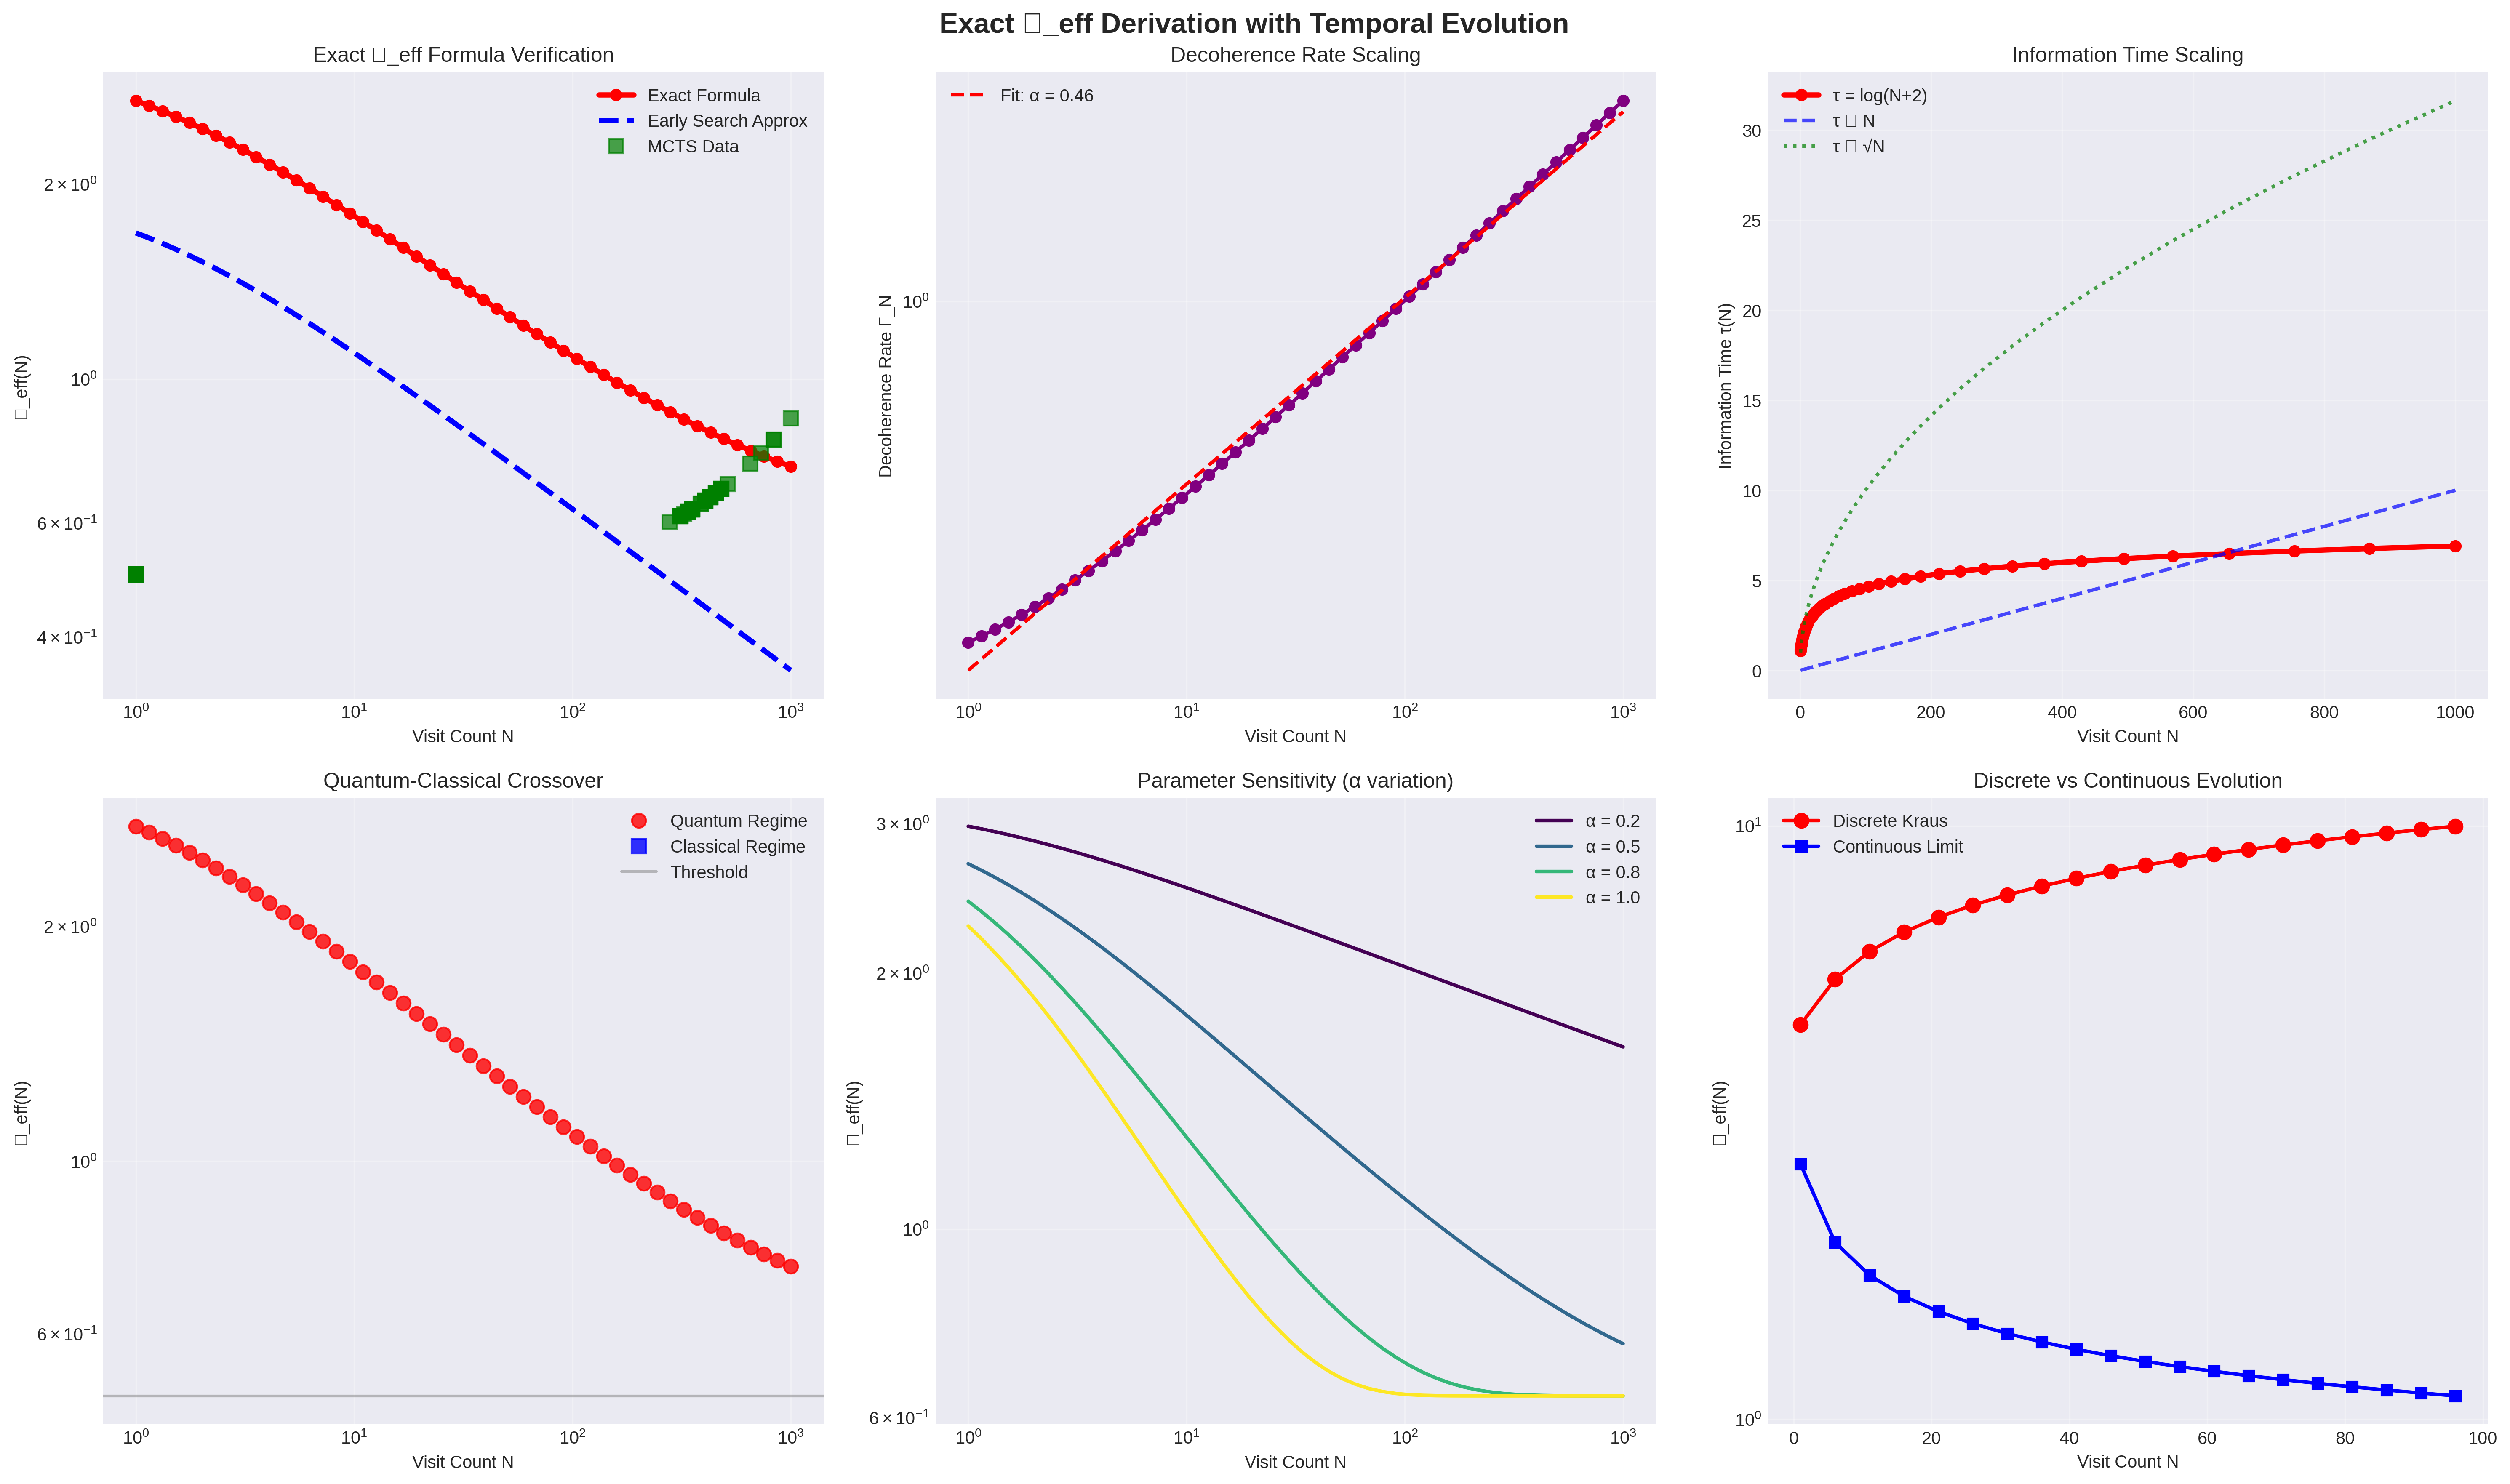 Exact □_eff Derivation with Temporal Evolution
Exact □_eff Formula Verification
Exact Formula
Early Search Approx
MCTS Data
2 × 10⁰
10⁰
6 × 10⁻¹
4 × 10⁻¹
□_eff(N)
10⁰ 10¹ 10² 10³
Visit Count N
Decoherence Rate Scaling
Fit: α = 0.46
10⁰
Decoherence Rate Γ_N
10⁰ 10¹ 10² 10³
Visit Count N
Information Time Scaling
τ = log(N+2)
τ □ N
τ □ √N
30
25
20
15
10
5
0
Information Time τ(N)
0 200 400 600 800 1000
Visit Count N
Quantum-Classical Crossover
Quantum Regime
Classical Regime
Threshold
2 × 10⁰
10⁰
6 × 10⁻¹
□_eff(N)
10⁰ 10¹ 10² 10³
Visit Count N
Parameter Sensitivity (α variation)
α = 0.2
α = 0.5
α = 0.8
α = 1.0
3 × 10⁰
2 × 10⁰
10⁰
6 × 10⁻¹
□_eff(N)
10⁰ 10¹ 10² 10³
Visit Count N
Discrete vs Continuous Evolution
Discrete Kraus
Continuous Limit
10¹
10⁰
□_eff(N)
0 20 40 60 80 100
Visit Count N